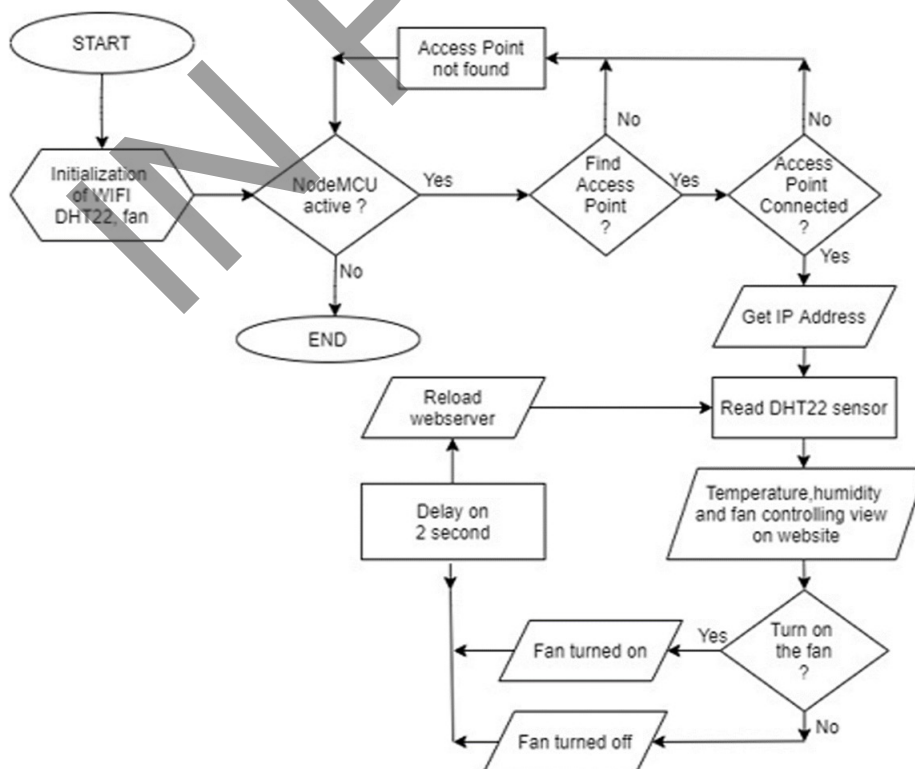 START
Access Point
not found
No
No
Initialization
of WIFI
DHT22, fan
NodeMCU
active ?
Yes
Find
Access
Point
?
Yes
Access
Point
Connected
?
No
Yes
END
Get IP Address
Reload
webserver
Read DHT22 sensor
Delay on
2 second
Temperature,humidity
and fan controlling view
on website
Fan turned on
Yes
Turn on
the fan
?
Fan turned off
No